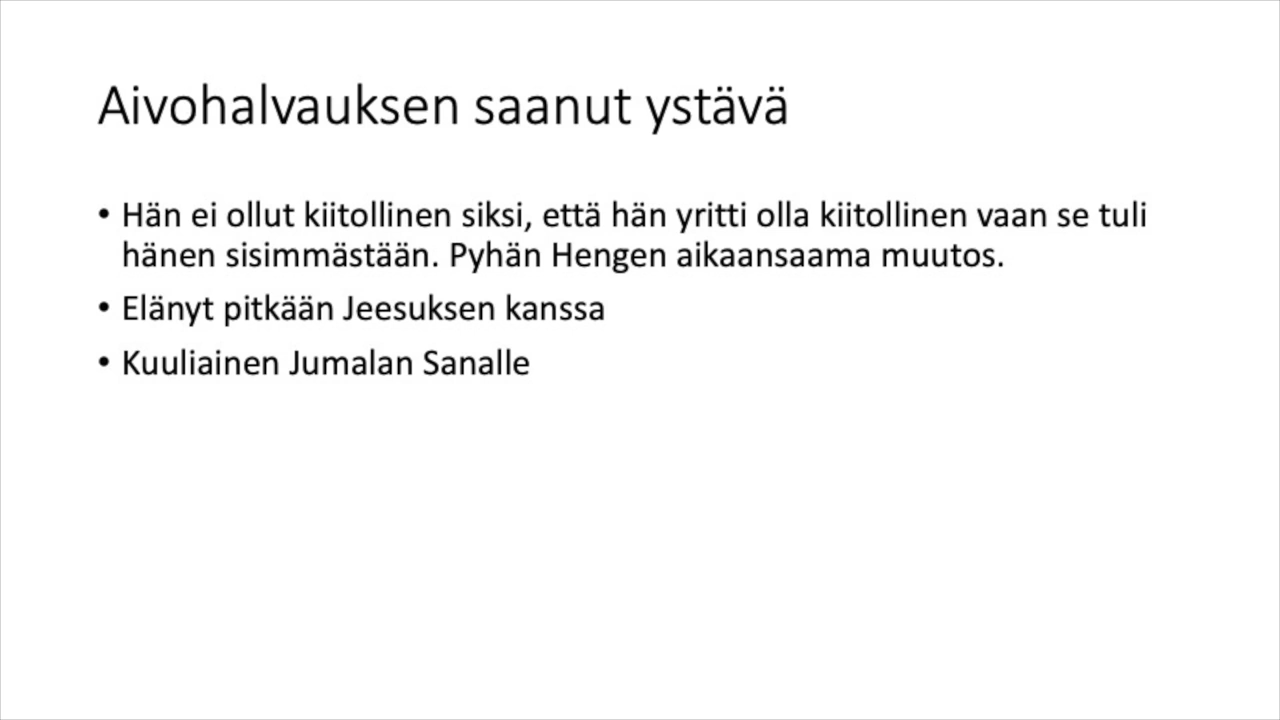 Aivohalvauksen saanut ystävä
• Hän ei ollut kiitollinen siksi, että hän yritti olla kiitollinen vaan se tuli
hänen sisimmästään. Pyhän Hengen aikaansaama muutos.
• Elänyt pitkään Jeesuksen kanssa
• Kuuliainen Jumalan Sanalle